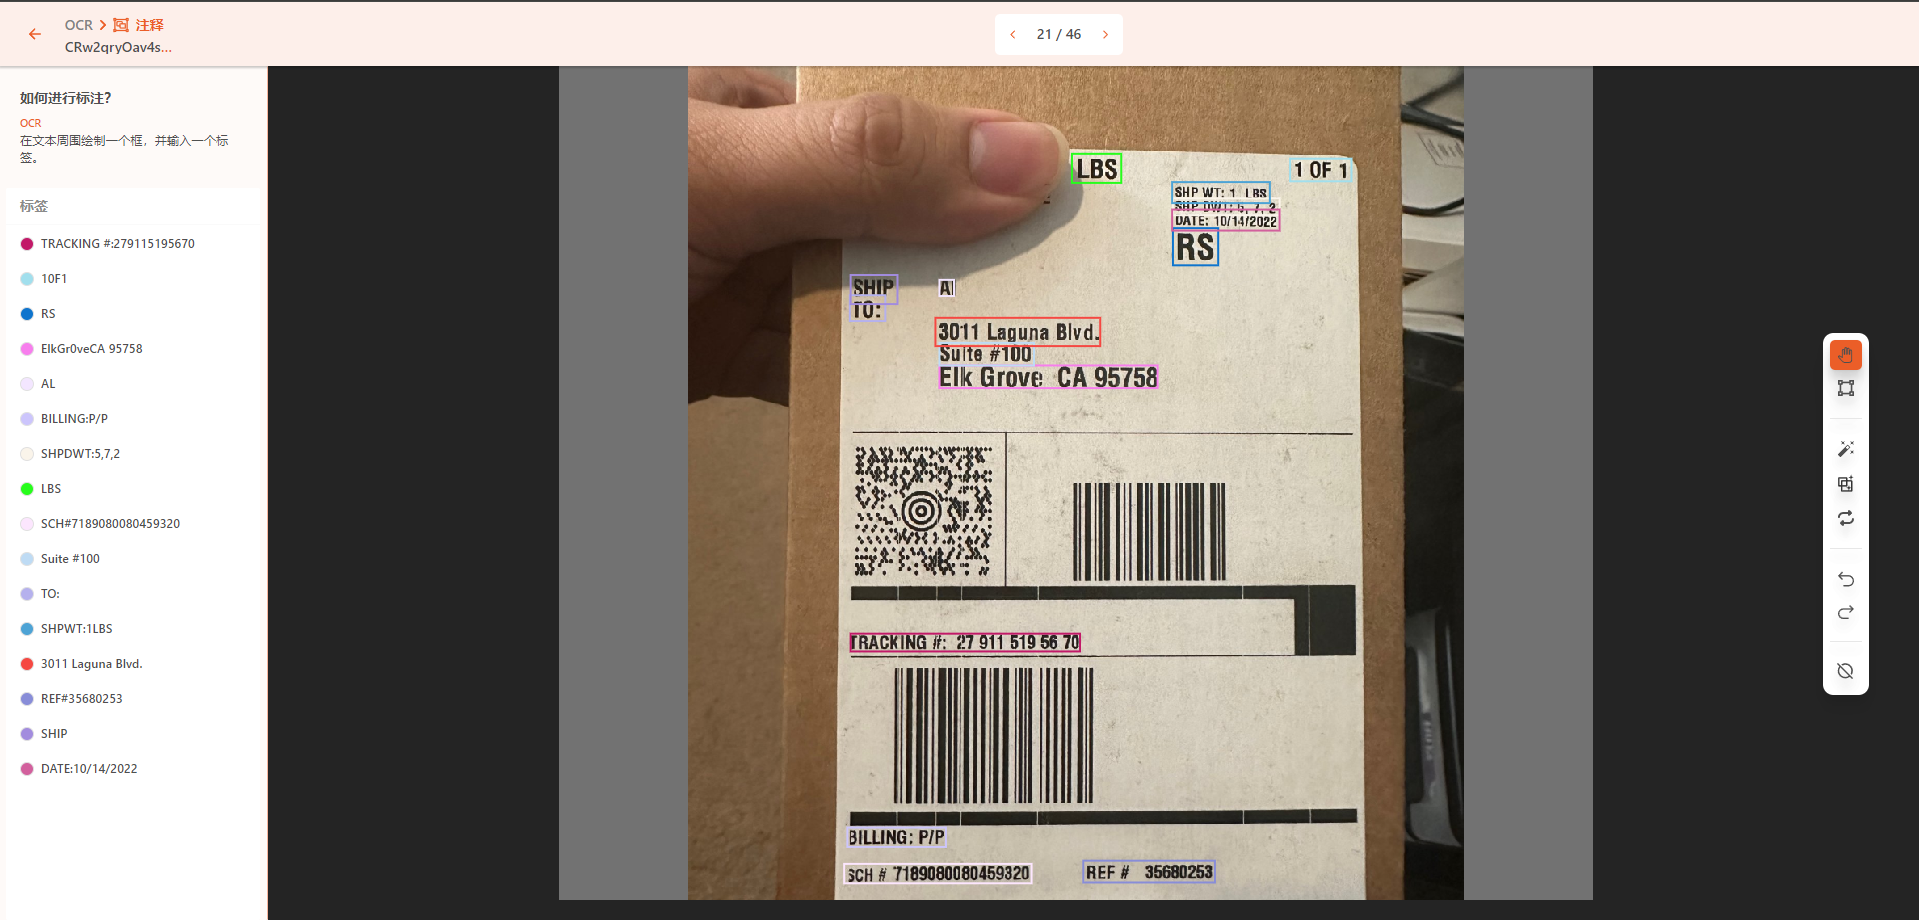 OCR > 注释
CRw2qryOav4s...
21 / 46
如何进行标注？
OCR
在文本周围绘制一个框，并输入一个标
签。
标签
TRACKING #:279115195670
10F1
RS
ElkGr0veCA 95758
AL
BILLING:P/P
SHPDWT:5,7,2
LBS
SCH#7189080080459320
Suite #100
TO:
SHPWT:1LBS
3011 Laguna Blvd.
REF#35680253
SHIP
DATE:10/14/2022
LBS
1 OF 1
SHP WT: 1 LBS
SHP DWT: 5, 7, 2
DATE: 10/14/2022
RS
SHIP
TO:
3011 Laguna Blvd.
Suite #100
Elk Grove CA 95758
TRACKING #: 27 911 519 56 70
BILLING: P/P
SCH # 7189080080459320
REF # 35680253